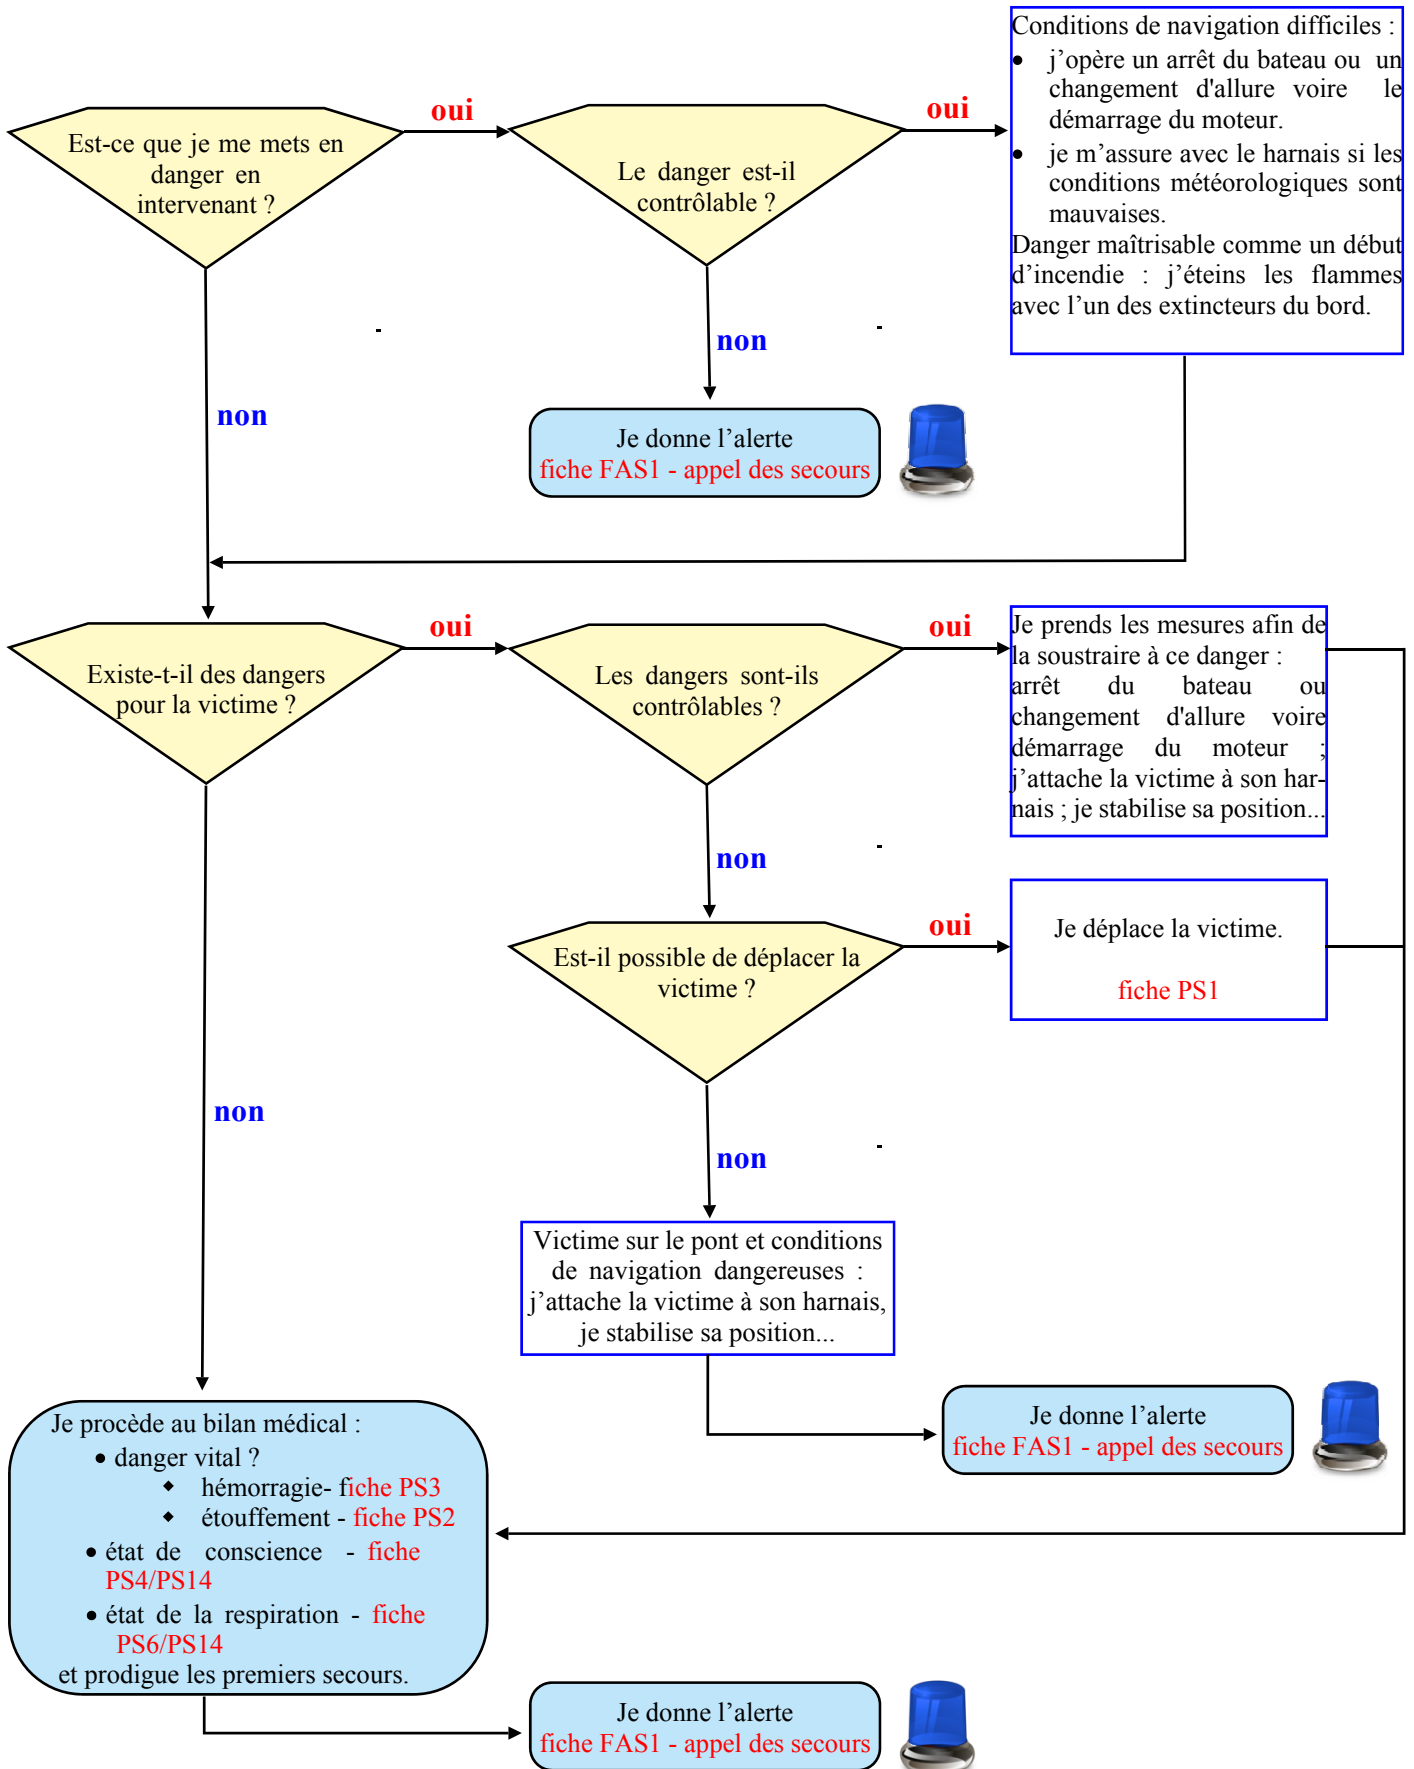 Est-ce que je me mets en
danger en
intervenant ?
oui
Le danger est-il
contrôlable ?
oui
Conditions de navigation difficiles :
• j’opère un arrêt du bateau ou un
changement d'allure voire le
démarrage du moteur.
• je m’assure avec le harnais si les
conditions météorologiques sont
mauvaises.
Danger maîtrisable comme un début
d’incendie : j’éteins les flammes
avec l’un des extincteurs du bord.
non
non
Je donne l’alerte
fiche FAS1 - appel des secours
Existe-t-il des dangers
pour la victime ?
oui
Les dangers sont-ils
contrôlables ?
oui
Je prends les mesures afin de
la soustraire à ce danger :
arrêt du bateau ou
changement d'allure voire
démarrage du moteur ;
j’attache la victime à son har-
nais ; je stabilise sa position...
non
Est-il possible de déplacer la
victime ?
oui
Je déplace la victime.
fiche PS1
non
non
Victime sur le pont et conditions
de navigation dangereuses :
j’attache la victime à son harnais,
je stabilise sa position...
Je donne l’alerte
fiche FAS1 - appel des secours
Je procède au bilan médical :
• danger vital ?
◆ hémorragie- fiche PS3
◆ étouffement - fiche PS2
• état de conscience - fiche
PS4/PS14
• état de la respiration - fiche
PS6/PS14
et prodigue les premiers secours.
Je donne l’alerte
fiche FAS1 - appel des secours